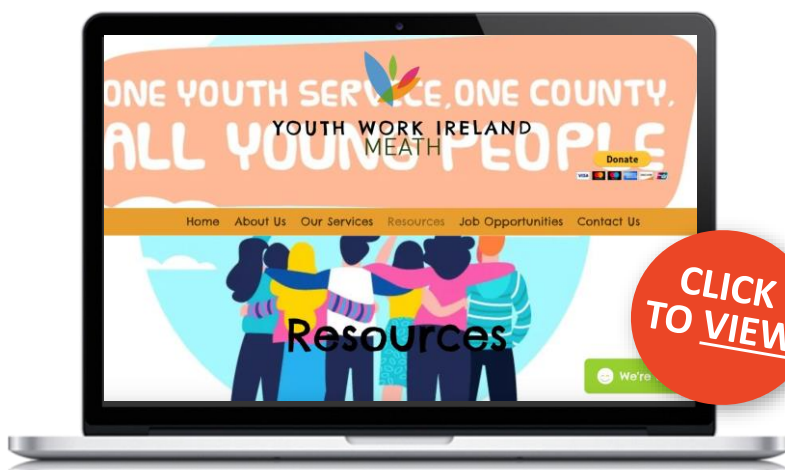 ONE YOUTH SERVICE, ONE COUNTY.
ALL YOUNG PEOPLE
YOUTH WORK IRELAND
MEATH
Donate
VISA
Home About Us Our Services Resources Job Opportunities Contact Us
Resources
CLICK
TO VIEW
We're